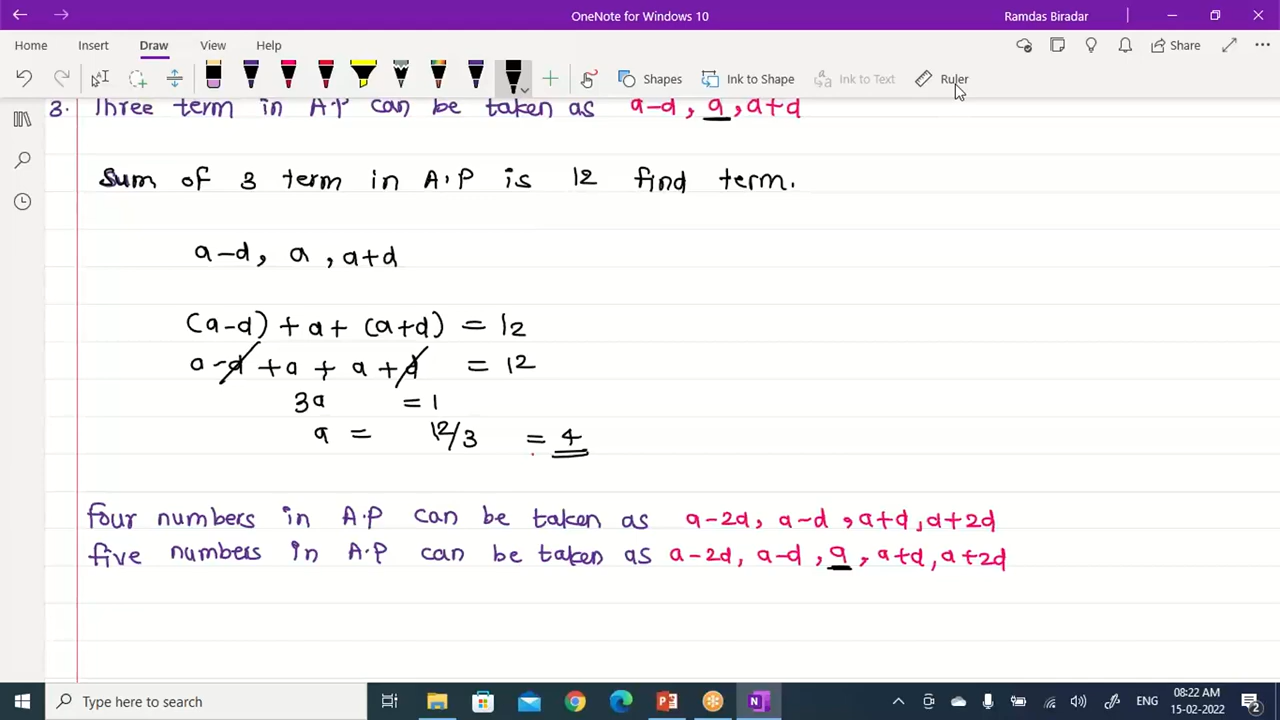 OneNote for Windows 10
Ramdas Biradar
Home Insert Draw View Help
Share
Shapes Ink to Shape Ink to Text Ruler
3. Three term in A.P can be taken as a-d, a, a+d
Sum of 3 term in A.P is 12 find term.
a-d, a, a+d
(a-d) + a + (a+d) = 12
a-d + a + a + d = 12
3a = 1
a = 12/3 = 4
four numbers in A.P can be taken as a-2d, a-d, a+d, a+2d
five numbers in A.P can be taken as a-2d, a-d, a, a+d, a+2d
Type here to search
ENG
08:22 AM
15-02-2022
2